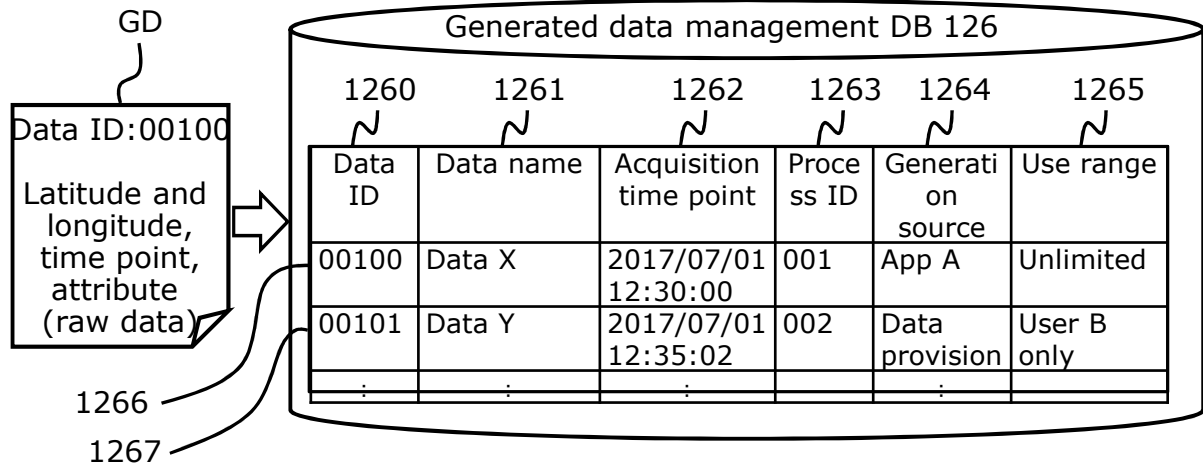 GD
Data ID:00100
Latitude and
longitude,
time point,
attribute
(raw data)
Generated data management DB 126
1260 1261 1262 1263 1264 1265
Data
ID
Data name
Acquisition
time point
Proce
ss ID
Generati
on
source
Use range
00100
Data X
2017/07/01
12:30:00
001
App A
Unlimited
00101
Data Y
2017/07/01
12:35:02
002
Data
provision
User B
only
: : : :
1266
1267